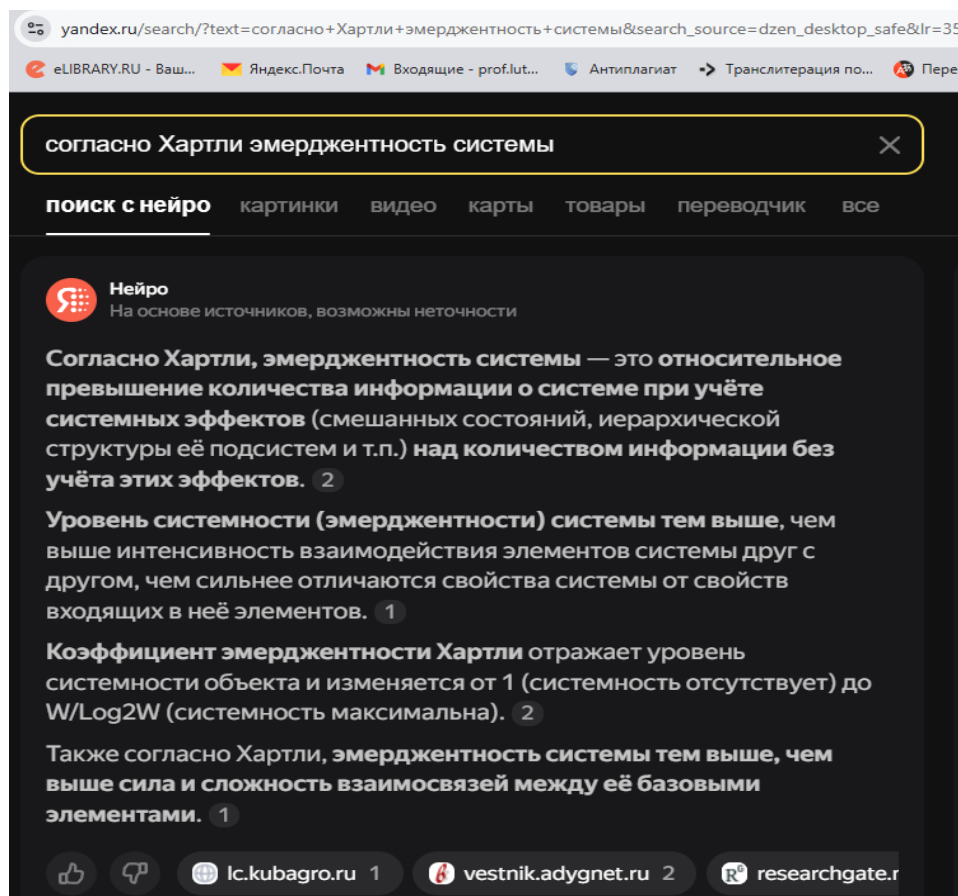 yandex.ru/search/?text=согласно+Хартли+эмерджентность+системы&search_source=dzen_desktop_safe&lr=35
eLIBRARY.RU - Ваш... Яндекс.Почта Входящие - prof.lut... Антиплагиат Транслитерация по... Пере
согласно Хартли эмерджентность системы
поиск с нейро картинки видео карты товары переводчик все
Нейро
На основе источников, возможны неточности
Согласно Хартли, эмерджентность системы — это относительное
превышение количества информации о системе при учёте
системных эффектов (смешанных состояний, иерархической
структуры её подсистем и т.п.) над количеством информации без
учёта этих эффектов. 2
Уровень системности (эмерджентности) системы тем выше, чем
выше интенсивность взаимодействия элементов системы друг с
другом, чем сильнее отличаются свойства системы от свойств
входящих в неё элементов. 1
Коэффициент эмерджентности Хартли отражает уровень
системности объекта и изменяется от 1 (системность отсутствует) до
W/Log2W (системность максимальна). 2
Также согласно Хартли, эмерджентность системы тем выше, чем
выше сила и сложность взаимосвязей между её базовыми
элементами. 1
lc.kubagro.ru 1 vestnik.adygnet.ru 2 researchgate.r